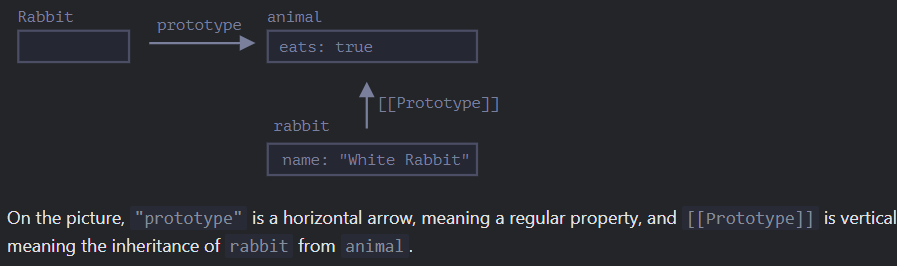 Rabbit
prototype
animal
eats: true
[[Prototype]]
rabbit
name: "White Rabbit"
On the picture, "prototype" is a horizontal arrow, meaning a regular property, and [[Prototype]] is vertical
meaning the inheritance of rabbit from animal.